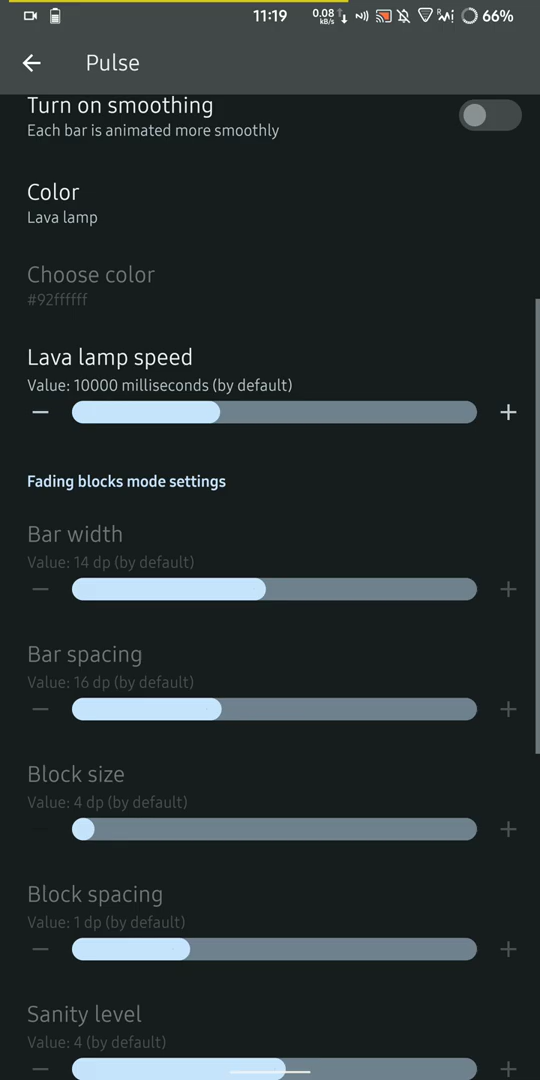 11:19
0.08
kB/s
66%
Pulse
Turn on smoothing
Each bar is animated more smoothly
Color
Lava lamp
Choose color
#92ffffff
Lava lamp speed
Value: 10000 milliseconds (by default)
Fading blocks mode settings
Bar width
Value: 14 dp (by default)
Bar spacing
Value: 16 dp (by default)
Block size
Value: 4 dp (by default)
Block spacing
Value: 1 dp (by default)
Sanity level
Value: 4 (by default)